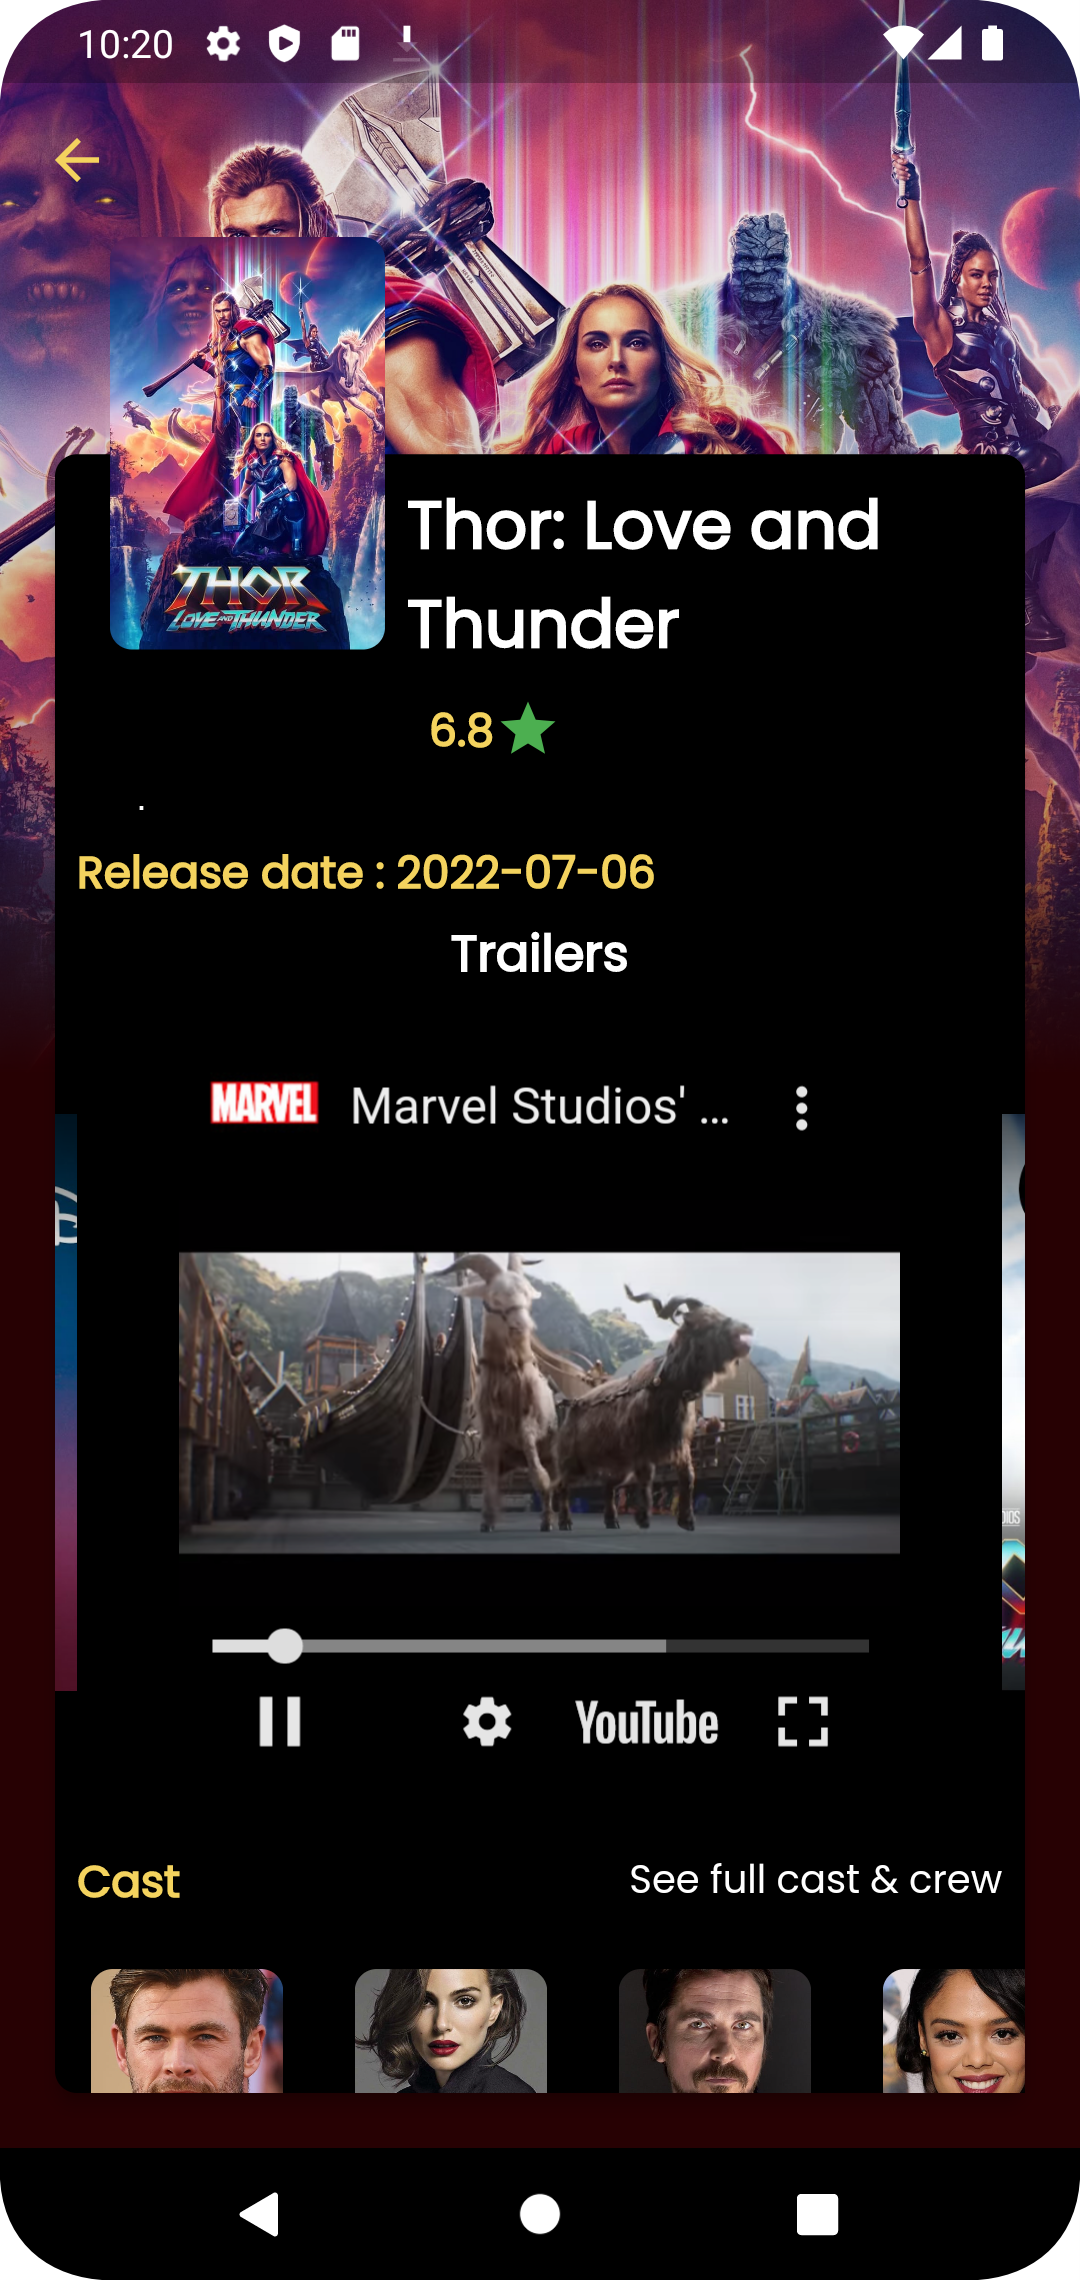 10:20
THOR
LOVE AND THUNDER
Thor: Love and
Thunder
6.8
.
Release date : 2022-07-06
Trailers
MARVEL
Marvel Studios' ...
YouTube
Cast
See full cast & crew